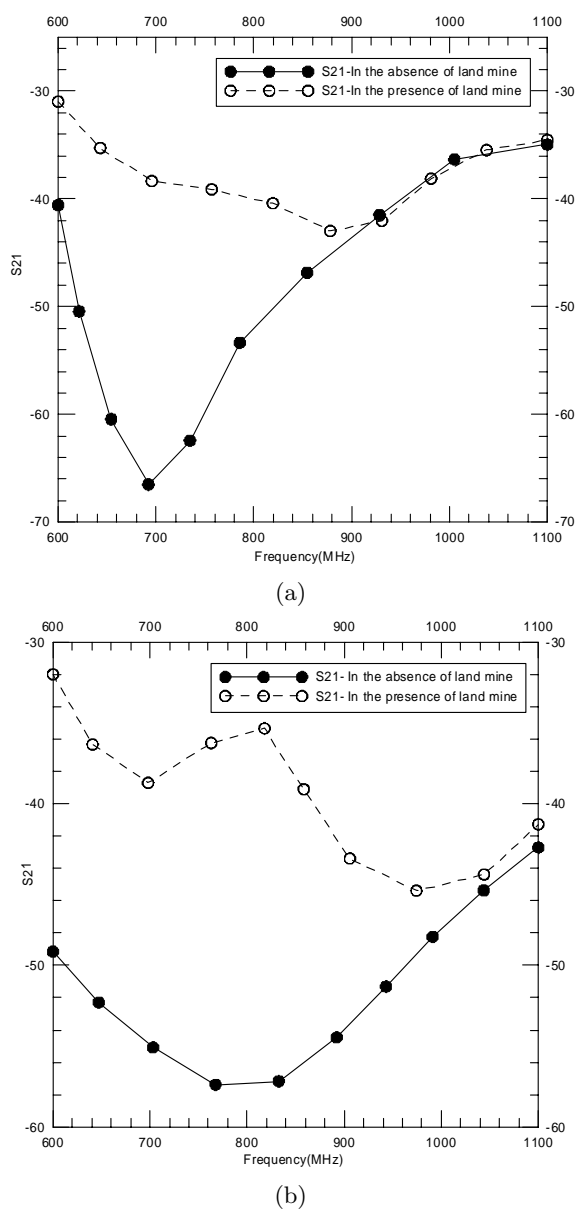 600 700 800 900 1000 1100
S21-In the absence of land mine
S21-In the presence of land mine
-30 -30
-40 -40
S21
-50 -50
-60 -60
-70 -70
600 700 800 900 1000 1100
Frequency(MHz)
(a)
600 700 800 900 1000 1100
-30 -30
S21- In the absence of land mine
S21- In the presence of land mine
-40 -40
S21
-50 -50
-60 -60
600 700 800 900 1000 1100
Frequency(MHz)
(b)